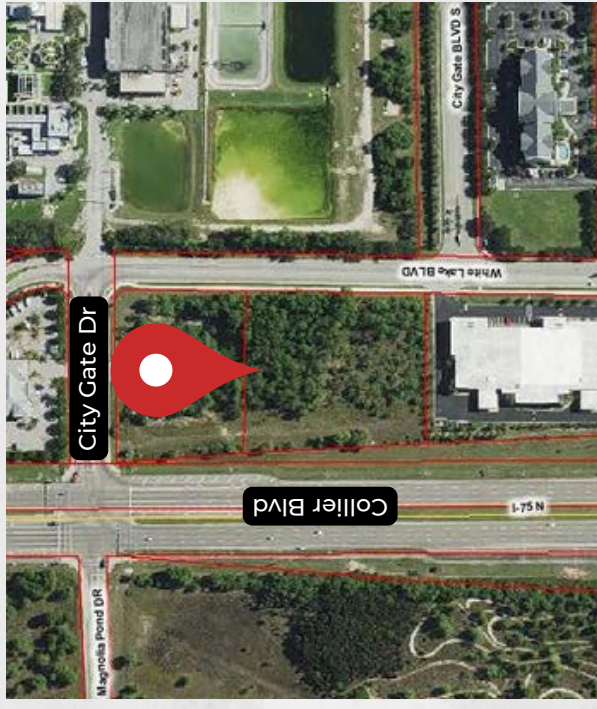 City Gate BLVD S
White Lake BLVD
City Gate Dr
Collier Blvd
I-75 N
Magnolia Pond DR